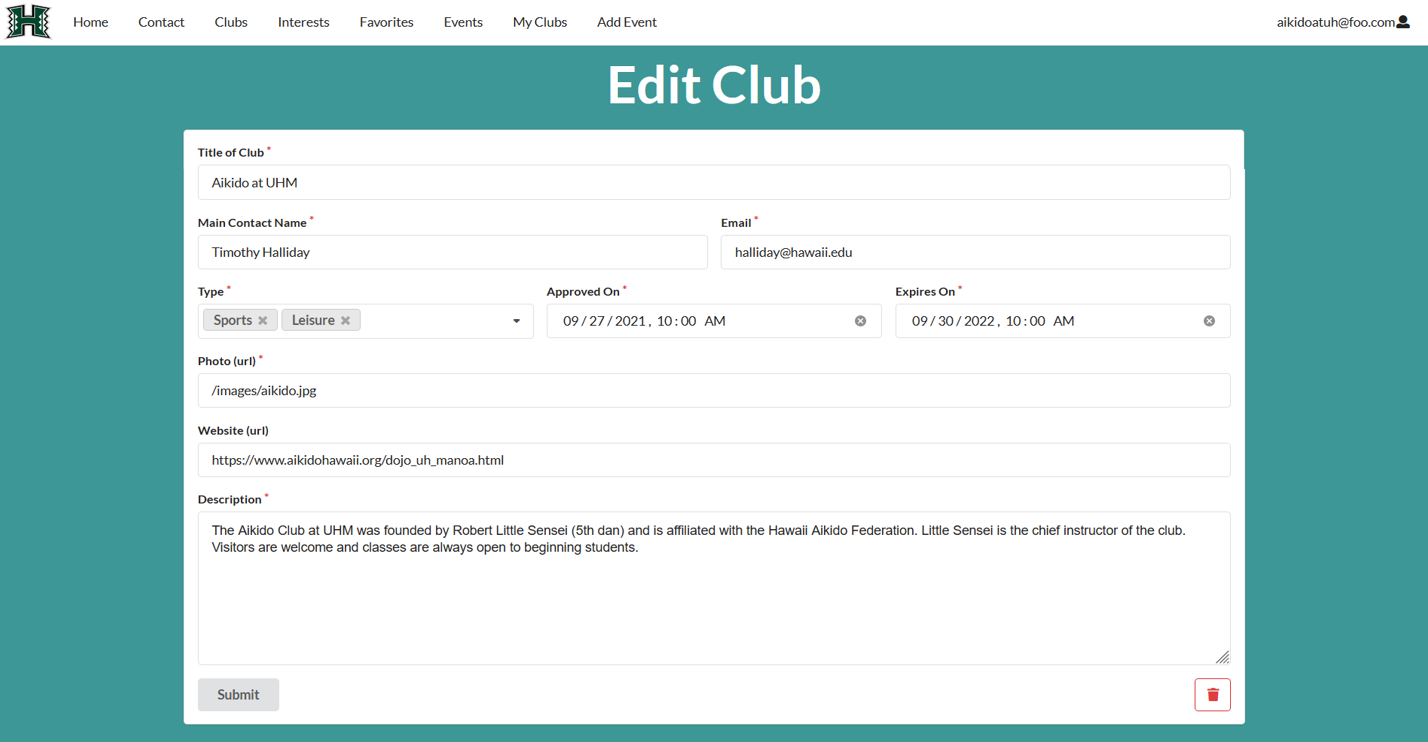 H
Home Contact Clubs Interests Favorites Events My Clubs Add Event aikidoatuh@foo.com
Edit Club
Title of Club *
Aikido at UHM
Main Contact Name * Email *
Timothy Halliday halliday@hawaii.edu
Type * Approved On * Expires On *
Sports Leisure 09/27/2021, 10:00 AM 09/30/2022, 10:00 AM
Photo (url) *
/images/aikido.jpg
Website (url)
https://www.aikidohawaii.org/dojo_uh_manoa.html
Description *
The Aikido Club at UHM was founded by Robert Little Sensei (5th dan) and is affiliated with the Hawaii Aikido Federation. Little Sensei is the chief instructor of the club.
Visitors are welcome and classes are always open to beginning students.
Submit